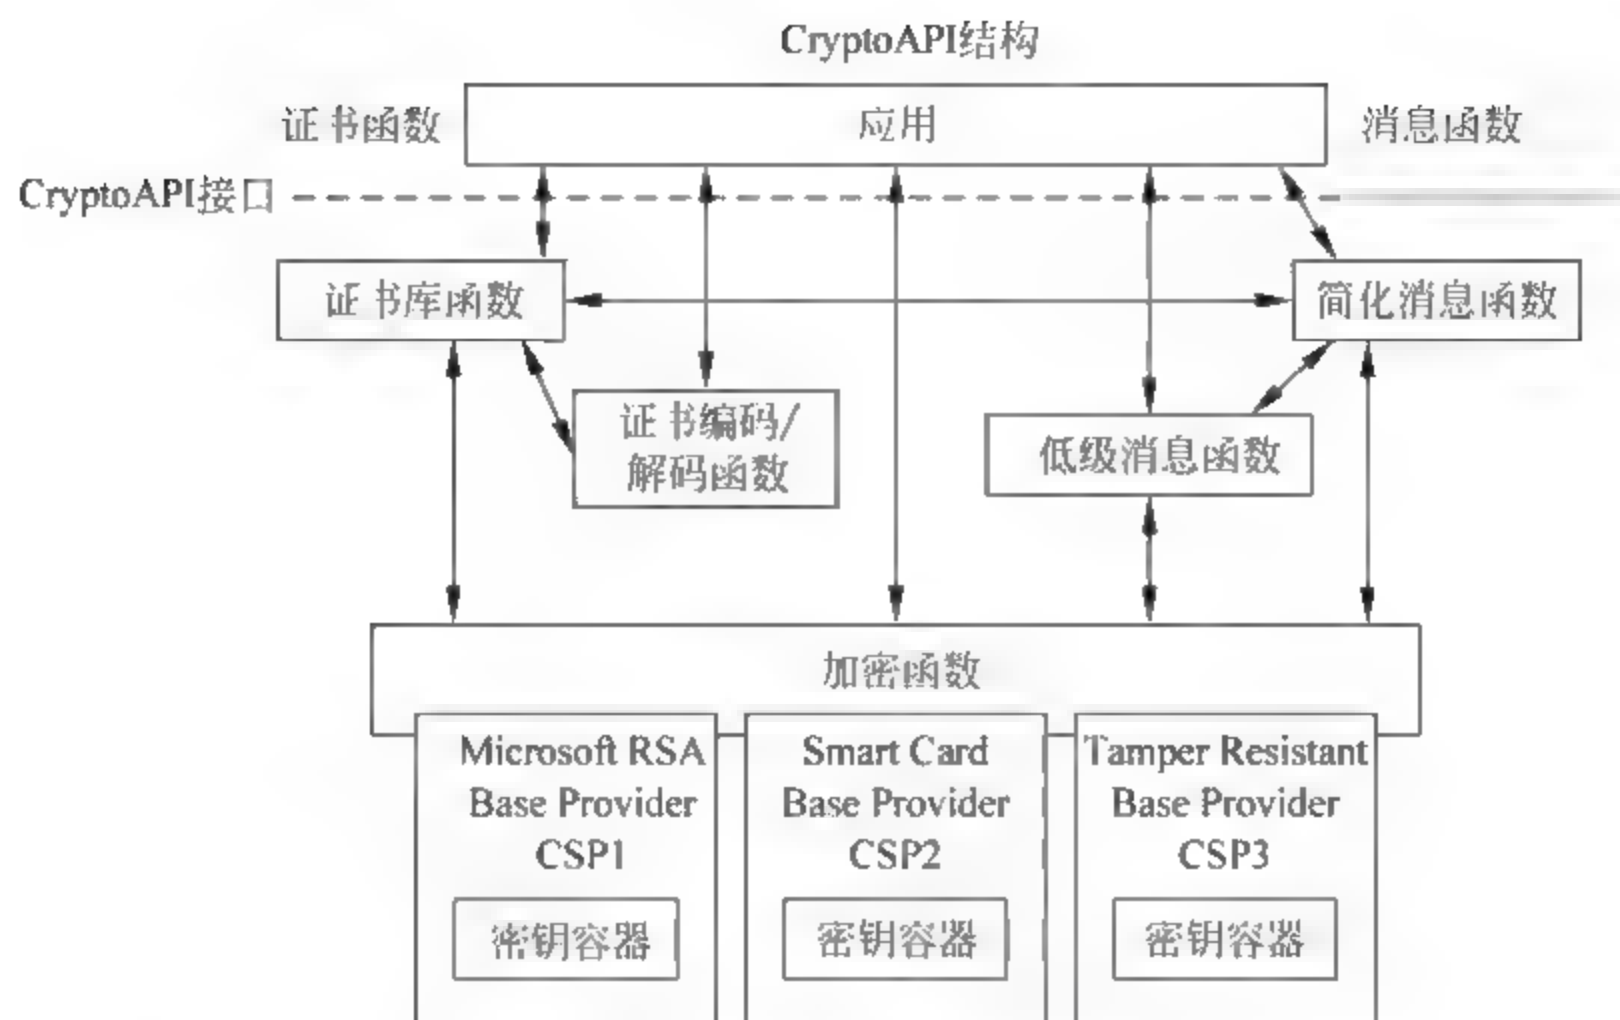 CryptoAPI结构
证书函数
应用
消息函数
CryptoAPI接口
证书库函数
简化消息函数
证书编码/
解码函数
低级消息函数
加密函数
Microsoft RSA
Base Provider
CSP1
密钥容器
Smart Card
Base Provider
CSP2
密钥容器
Tamper Resistant
Base Provider
CSP3
密钥容器